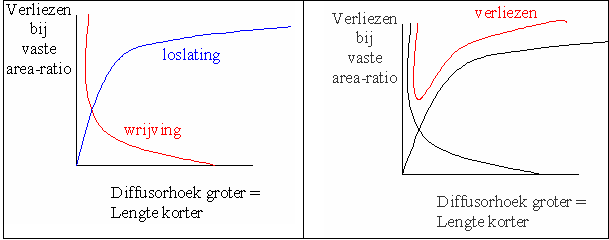 Verliezen
bij
vaste
area-ratio
loslating
wrijving
Diffusorhoek groter =
Lengte korter
Verliezen
bij
vaste
area-ratio
verliezen
Diffusorhoek groter =
Lengte korter